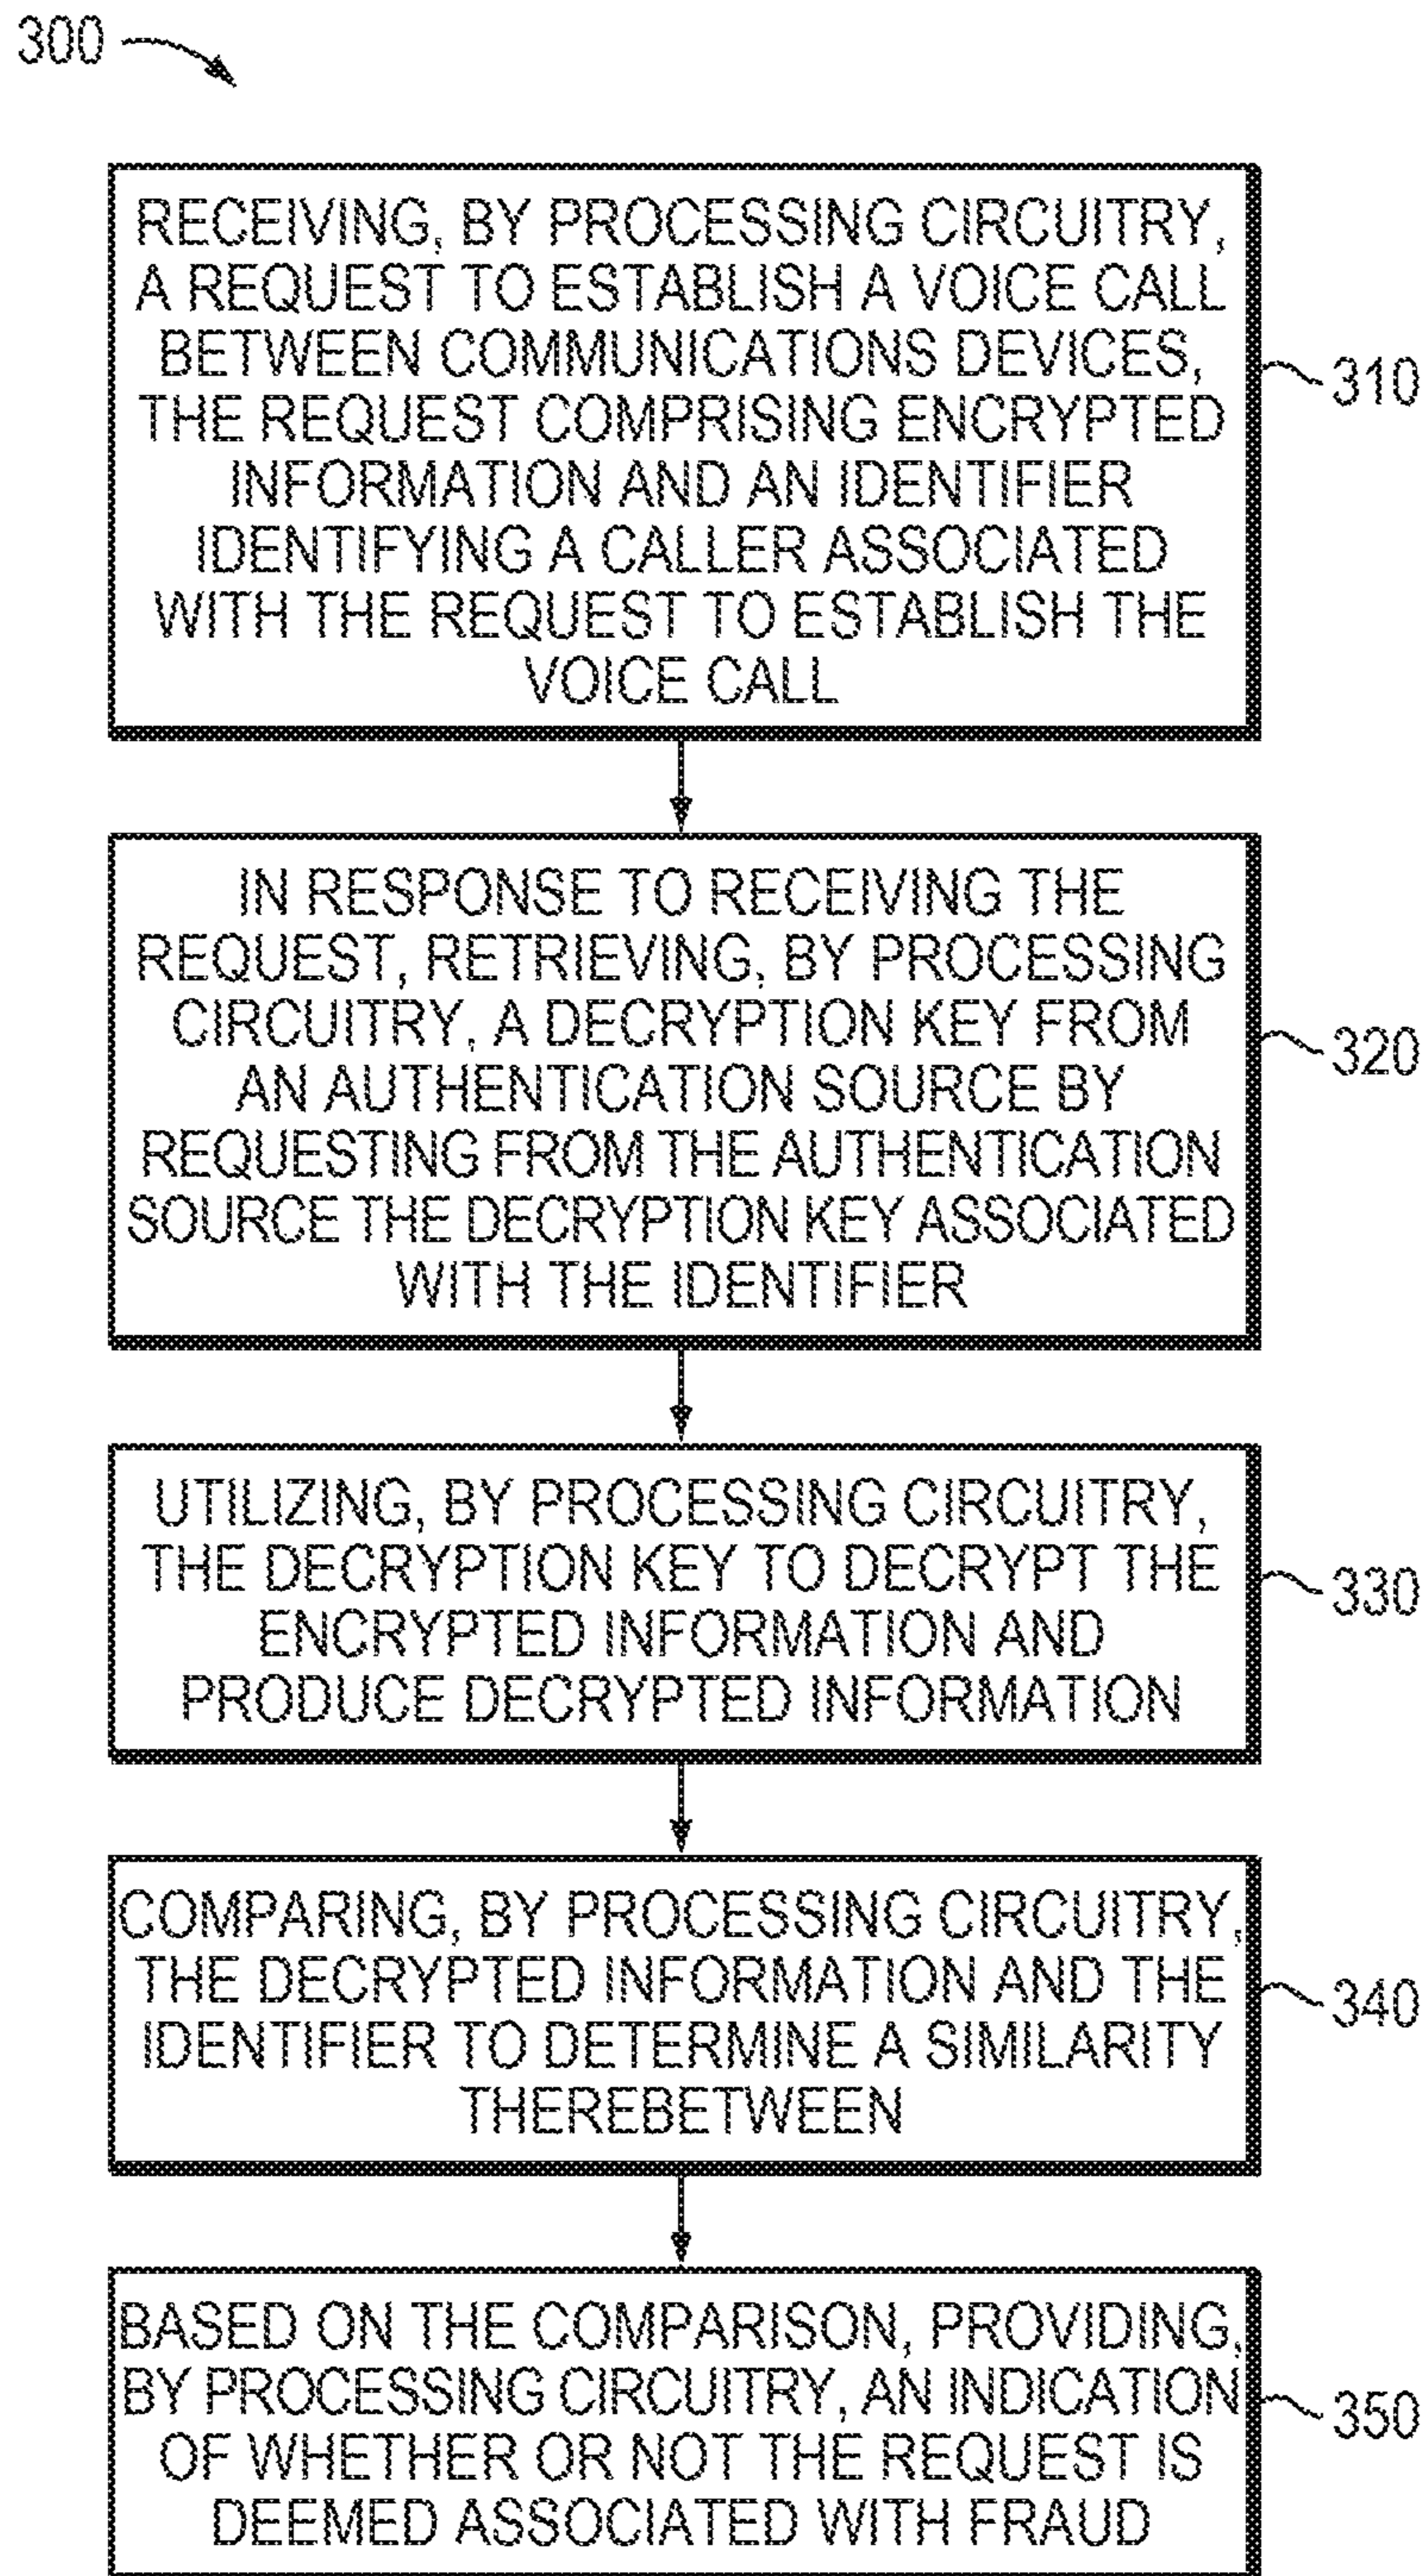 300
RECEIVING, BY PROCESSING CIRCUITRY,
A REQUEST TO ESTABLISH A VOICE CALL
BETWEEN COMMUNICATIONS DEVICES,
THE REQUEST COMPRISING ENCRYPTED
INFORMATION AND AN IDENTIFIER
IDENTIFYING A CALLER ASSOCIATED
WITH THE REQUEST TO ESTABLISH THE
VOICE CALL
310
IN RESPONSE TO RECEIVING THE
REQUEST, RETRIEVING, BY PROCESSING
CIRCUITRY, A DECRYPTION KEY FROM
AN AUTHENTICATION SOURCE BY
REQUESTING FROM THE AUTHENTICATION
SOURCE THE DECRYPTION KEY ASSOCIATED
WITH THE IDENTIFIER
320
UTILIZING, BY PROCESSING CIRCUITRY,
THE DECRYPTION KEY TO DECRYPT THE
ENCRYPTED INFORMATION AND
PRODUCE DECRYPTED INFORMATION
330
COMPARING, BY PROCESSING CIRCUITRY,
THE DECRYPTED INFORMATION AND THE
IDENTIFIER TO DETERMINE A SIMILARITY
THEREBETWEEN
340
BASED ON THE COMPARISON, PROVIDING,
BY PROCESSING CIRCUITRY, AN INDICATION
OF WHETHER OR NOT THE REQUEST IS
DEEMED ASSOCIATED WITH FRAUD
350